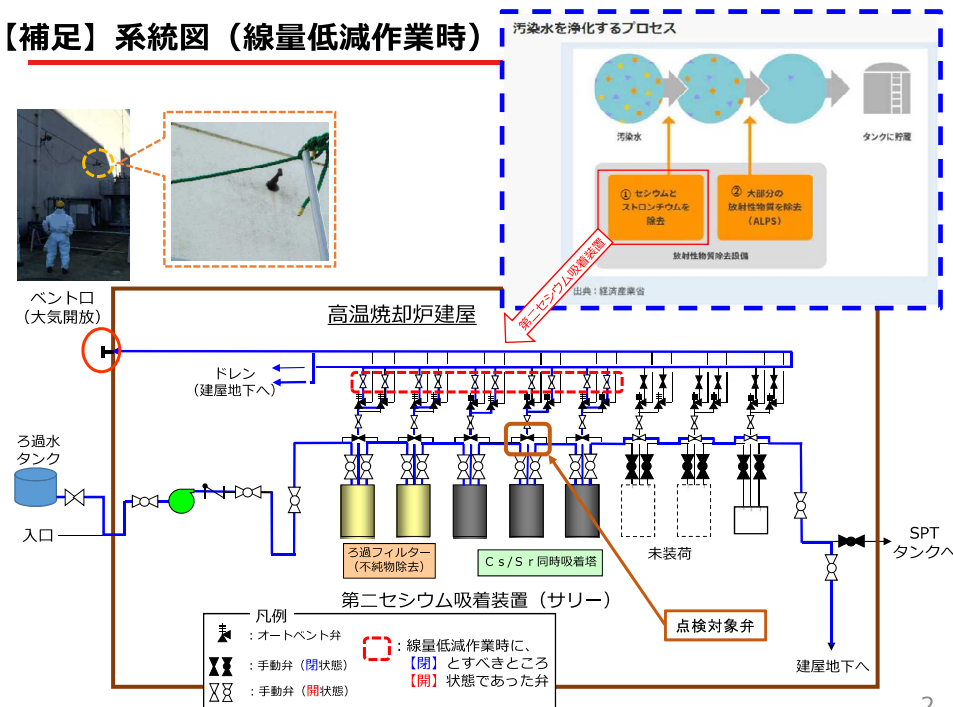 【補足】系統図（線量低減作業時）
汚染水を浄化するプロセス
汚染水
タンクに貯蔵
① セシウムと
ストロンチウムを
除去
② 大部分の
放射性物質を除去
（ALPS）
放射性物質除去設備
出典：経済産業省
第二セシウム吸着装置
ベント口
（大気開放）
高温焼却炉建屋
ドレン
（建屋地下へ）
ろ過水
タンク
入口
ろ過フィルター
（不純物除去）
Ｃｓ/Ｓｒ同時吸着塔
未装荷
SPT
タンクへ
第二セシウム吸着装置（サリー）
点検対象弁
建屋地下へ
凡例
：オートベント弁
：手動弁（閉状態）
：手動弁（開状態）
：線量低減作業時に、
【閉】とすべきところ
【開】状態であった弁
2